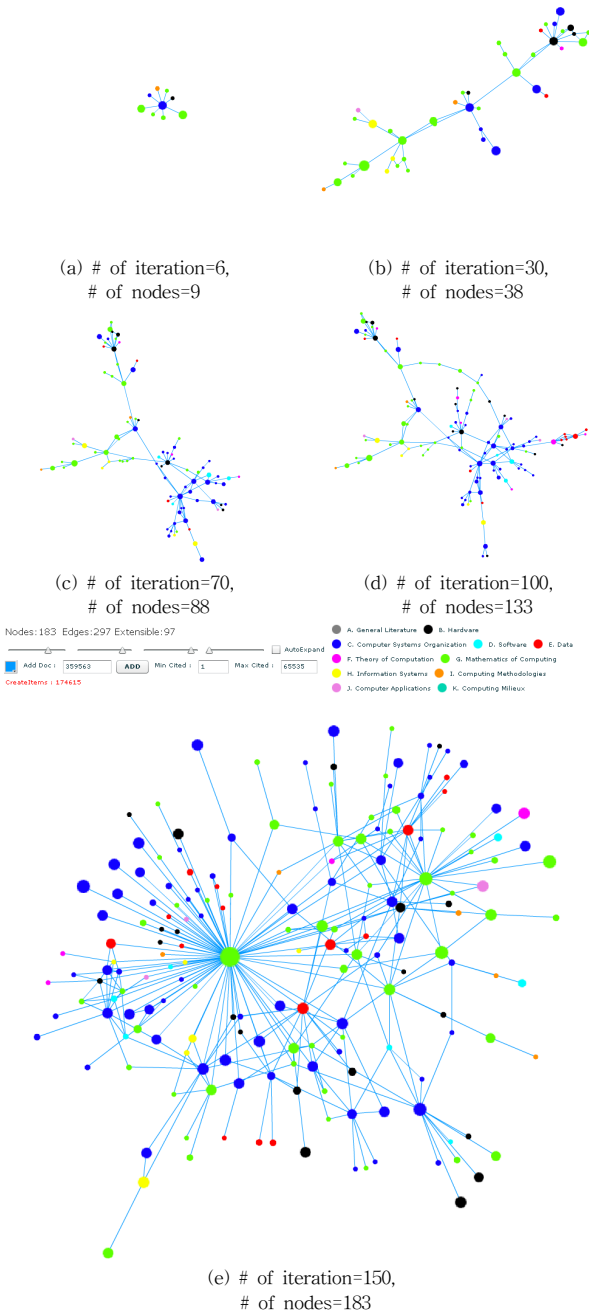 (a) # of iteration=6,
# of nodes=9
(b) # of iteration=30,
# of nodes=38
(c) # of iteration=70,
# of nodes=88
(d) # of iteration=100,
# of nodes=133
Nodes:183 Edges:297 Extensible:97
AutoExpand
Add Doc : 359563 ADD Min Cited : 1 Max Cited : 65535
CreateItems : 174615
A. General Literature B. Hardware
C. Computer Systems Organization D. Software E. Data
F. Theory of Computation G. Mathematics of Computing
H. Information Systems I. Computing Methodologies
J. Computer Applications K. Computing Milieux
(e) # of iteration=150,
# of nodes=183